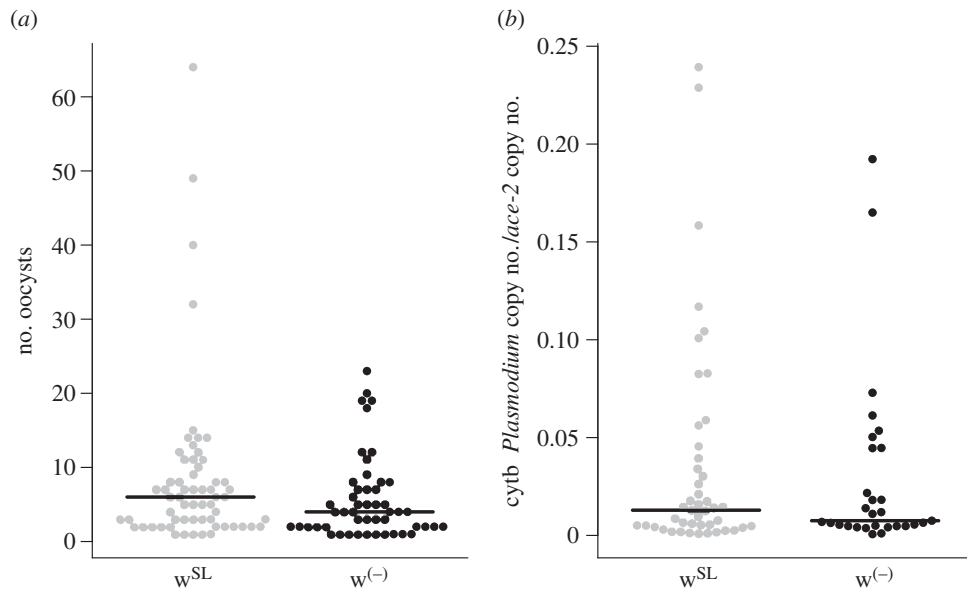 (a)
no. oocysts
60
50
40
30
20
10
0
w^SL
w^(–)
(b)
cytb Plasmodium copy no./ace-2 copy no.
0.25
0.20
0.15
0.10
0.05
0
w^SL
w^(–)